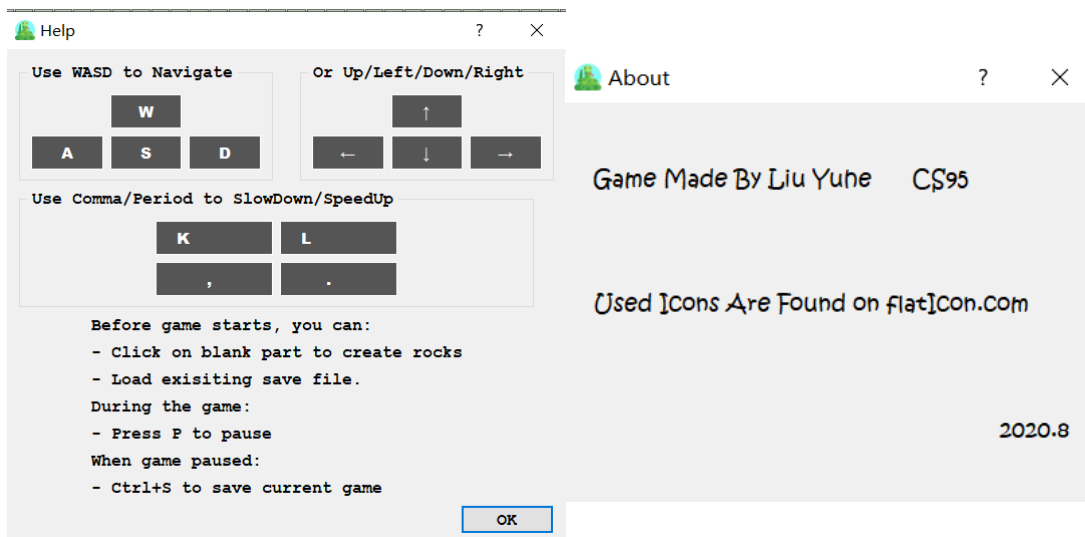 Help
Use WASD to Navigate
Or Up/Left/Down/Right
W
A S D
↑
← ↓ →
Use Comma/Period to SlowDown/SpeedUp
K L
, .
Before game starts, you can:
- Click on blank part to create rocks
- Load exisiting save file.
During the game:
- Press P to pause
When game paused:
- Ctrl+S to save current game
OK
About
Game Made By Liu Yuhe CS95
Used Icons Are Found on flatIcon.com
2020.8